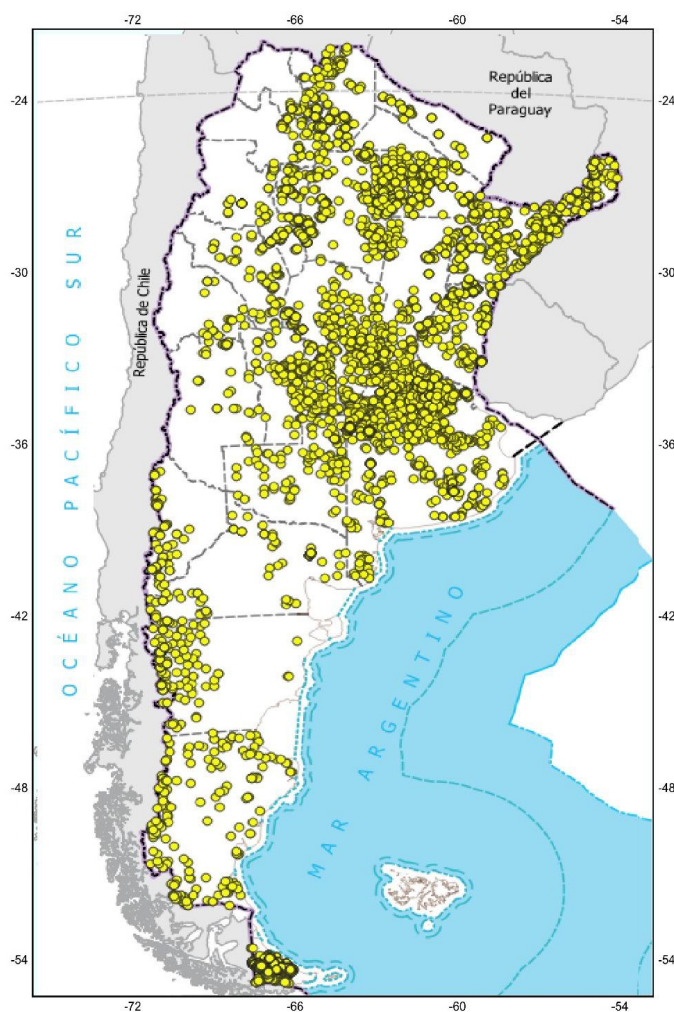 -72 -66 -60 -54
República
del
Paraguay
-24 -24
OCÉANO PACÍFICO SUR
República de Chile
-30 -30
-36 -36
MAR ARGENTINO
-42 -42
-48 -48
-54 -54
-72 -66 -60 -54